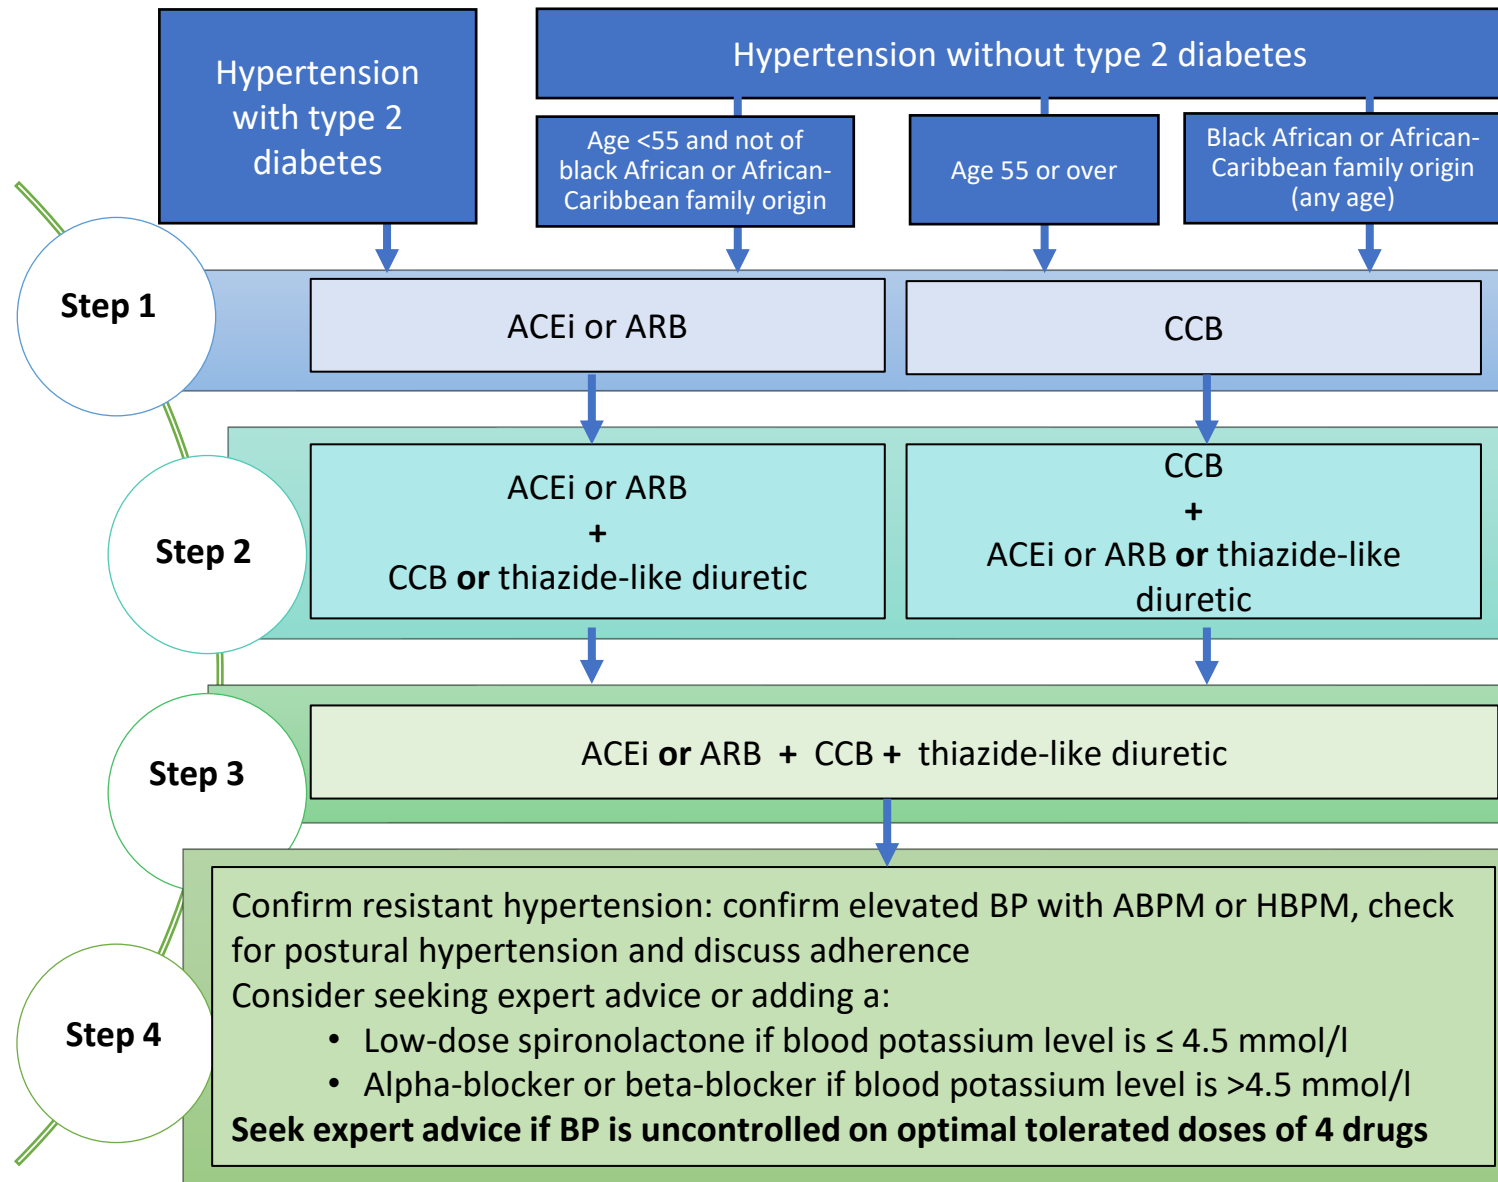 Hypertension
with type 2
diabetes
Hypertension without type 2 diabetes
Age <55 and not of
black African or African-
Caribbean family origin
Age 55 or over
Black African or African-
Caribbean family origin
(any age)
Step 1
ACEi or ARB
CCB
Step 2
ACEi or ARB
+
CCB or thiazide-like diuretic
CCB
+
ACEi or ARB or thiazide-like
diuretic
Step 3
ACEi or ARB + CCB + thiazide-like diuretic
Step 4
Confirm resistant hypertension: confirm elevated BP with ABPM or HBPM, check
for postural hypertension and discuss adherence
Consider seeking expert advice or adding a:
• Low-dose spironolactone if blood potassium level is ≤ 4.5 mmol/l
• Alpha-blocker or beta-blocker if blood potassium level is >4.5 mmol/l
Seek expert advice if BP is uncontrolled on optimal tolerated doses of 4 drugs